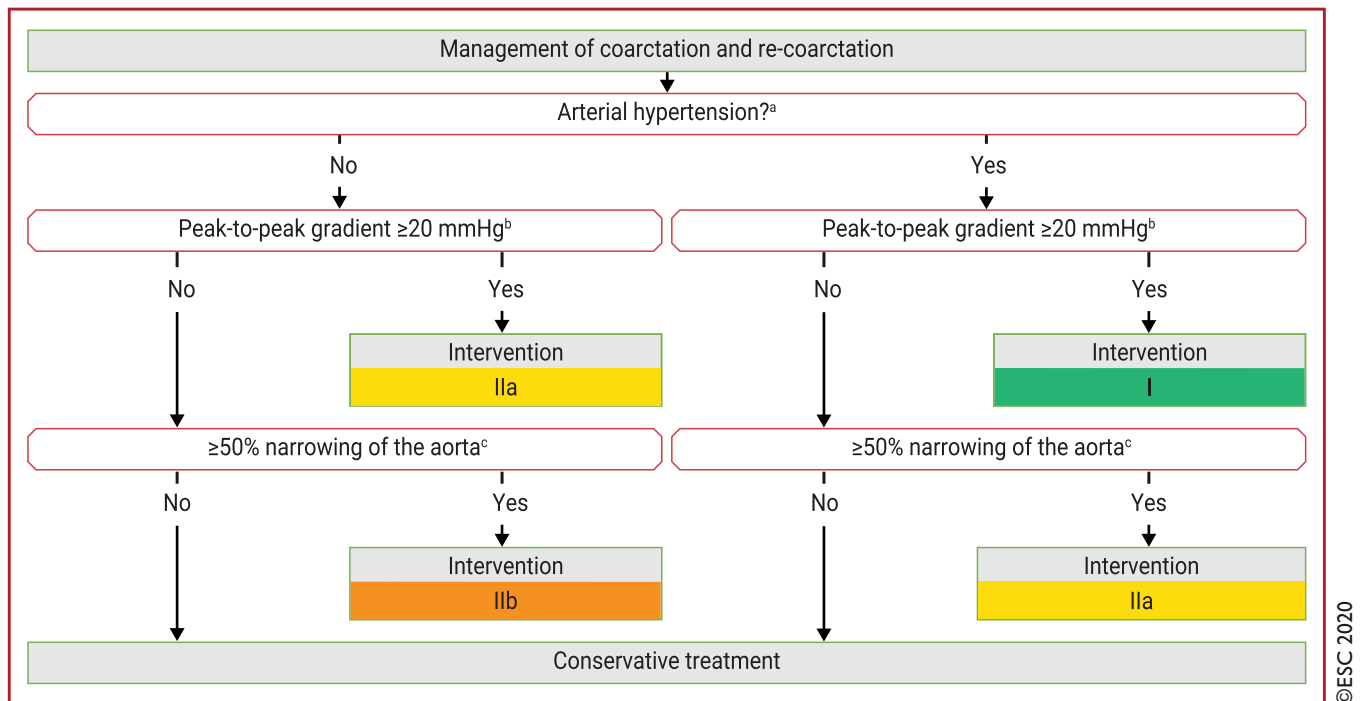 Management of coarctation and re-coarctation
Arterial hypertension?ᵃ
No
Yes
Peak-to-peak gradient ≥20 mmHgᵇ
Peak-to-peak gradient ≥20 mmHgᵇ
No
Yes
No
Yes
Intervention
IIa
Intervention
I
≥50% narrowing of the aortaᶜ
≥50% narrowing of the aortaᶜ
No
Yes
No
Yes
Intervention
IIb
Intervention
IIa
Conservative treatment
©ESC 2020